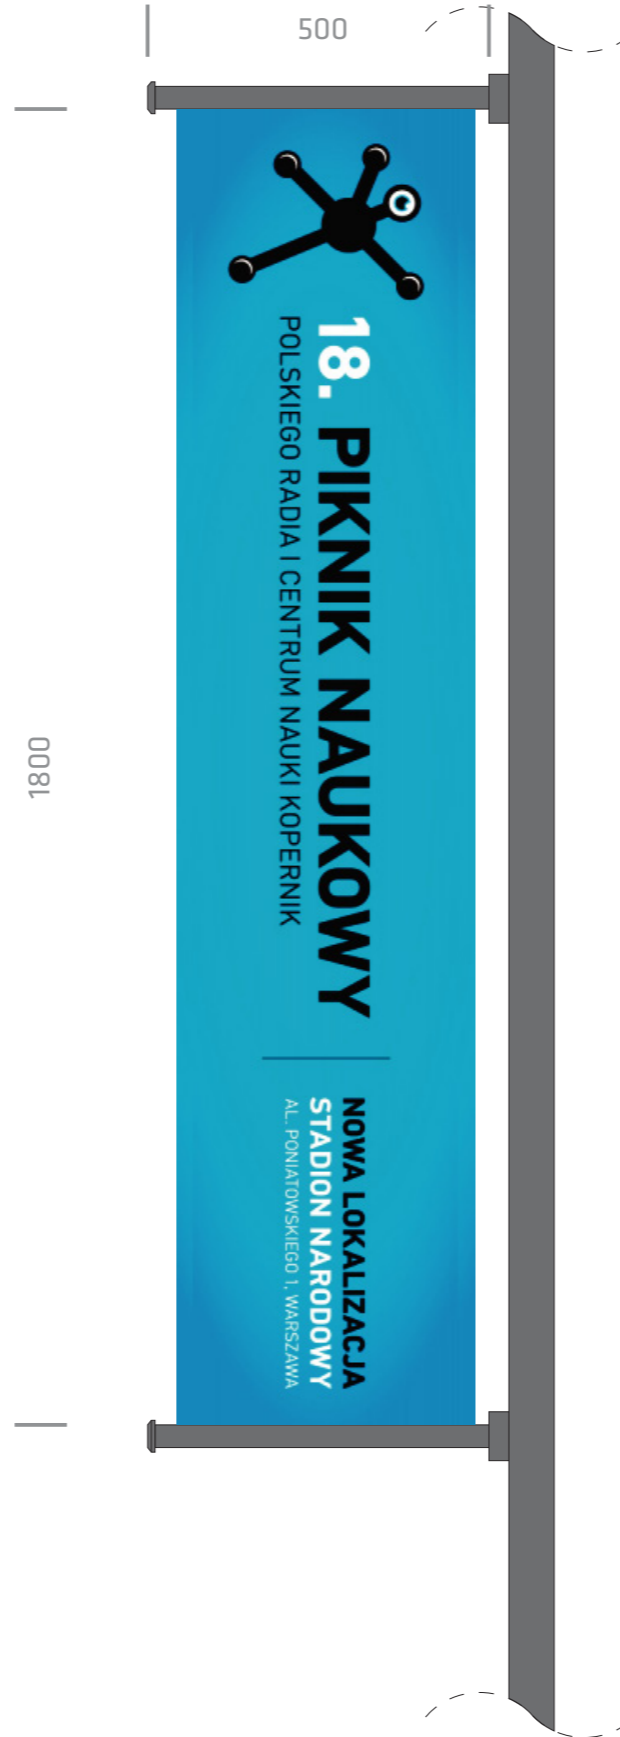 500
1800
18. PIKNIK NAUKOWY
POLSKIEGO RADIA I CENTRUM NAUKI KOPERNIK
NOWA LOKALIZACJA
STADION NARODOWY
AL. PONIATOWSKIEGO 1, WARSZAWA